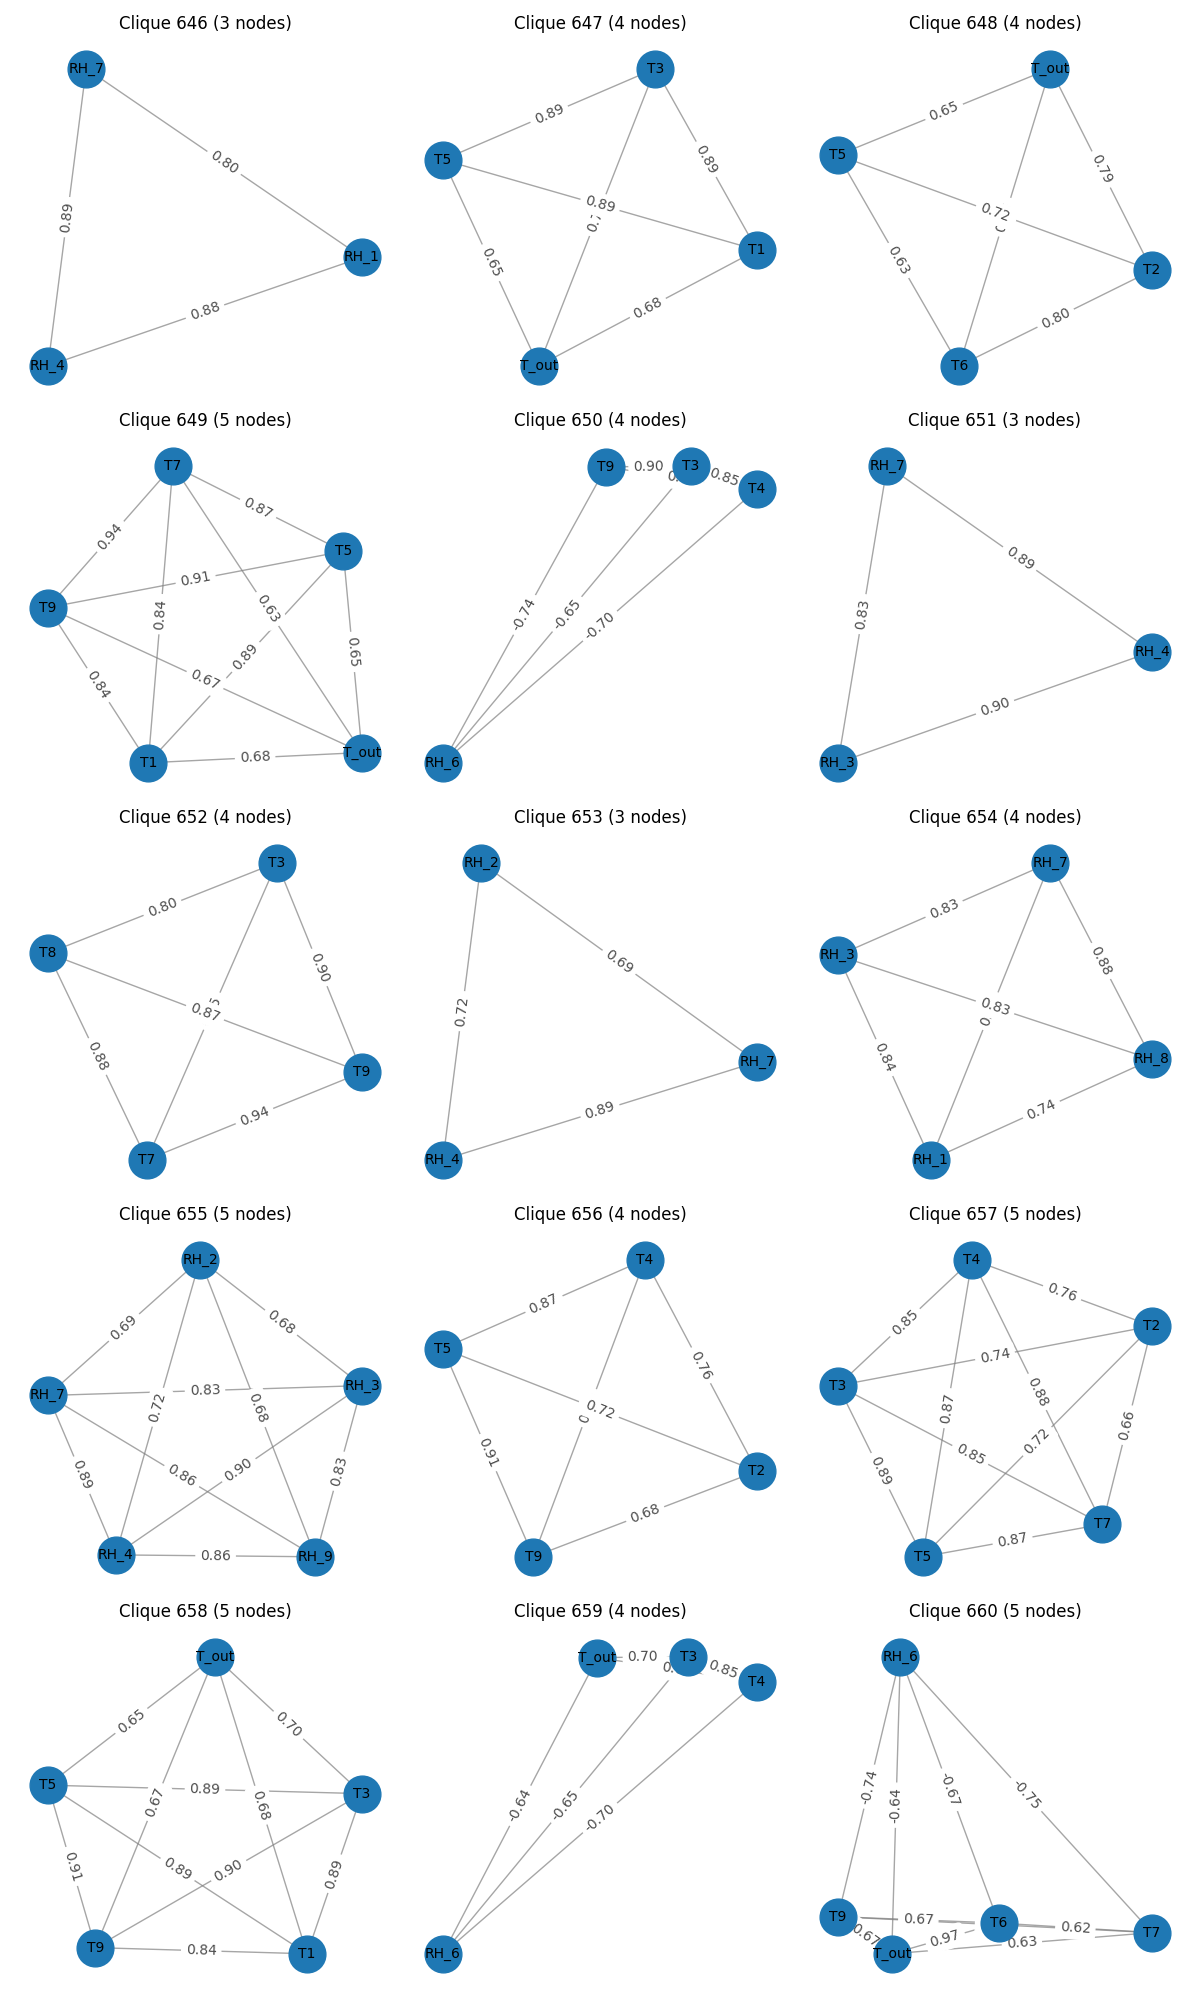 Clique 646 (3 nodes)
RH_7
0.80
0.89
RH_1
0.88
RH_4
Clique 647 (4 nodes)
T3
0.89
0.89
T5
0.89
T1
0.65
0.68
T_out
Clique 648 (4 nodes)
T_out
0.65
0.79
T5
0.72
T2
0.63
0.80
T6
Clique 649 (5 nodes)
T7
0.87
0.94
T5
0.91
T9
0.84
0.63
0.65
0.89
0.67
0.84
0.68
T1
T_out
Clique 650 (4 nodes)
T9
0.90
T3
0.85
T4
-0.74
-0.65
-0.70
RH_6
Clique 651 (3 nodes)
RH_7
0.89
0.83
RH_4
0.90
RH_3
Clique 652 (4 nodes)
T3
0.80
0.90
T8
0.87
0.88
T9
0.94
T7
Clique 653 (3 nodes)
RH_2
0.69
0.72
RH_7
0.89
RH_4
Clique 654 (4 nodes)
RH_7
0.83
0.88
RH_3
0.83
0.84
RH_8
0.74
RH_1
Clique 655 (5 nodes)
RH_2
0.69
0.68
RH_7
0.83
RH_3
0.72
0.68
0.89
0.86
0.90
0.83
RH_4
0.86
RH_9
Clique 656 (4 nodes)
T4
0.87
0.76
T5
0.72
0.91
T2
0.68
T9
Clique 657 (5 nodes)
T4
0.76
0.85
T2
0.74
T3
0.88
0.87
0.66
0.72
0.85
0.89
T7
0.87
T5
Clique 658 (5 nodes)
T_out
0.65
0.70
T5
0.89
T3
0.67
0.68
0.91
0.89
0.90
0.89
T9
0.84
T1
Clique 659 (4 nodes)
T_out
0.70
T3
0.85
T4
-0.64
-0.65
-0.70
RH_6
Clique 660 (5 nodes)
RH_6
-0.74
-0.64
-0.67
-0.75
T9
0.67
T6
0.62
T7
0.67
0.97
0.63
T_out